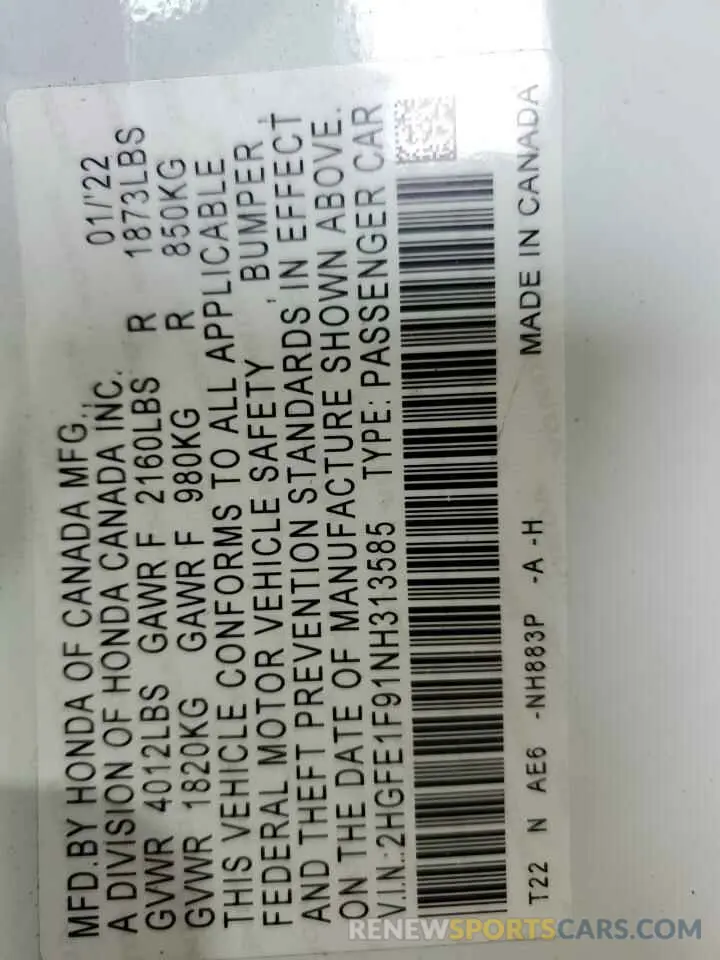 MFD.BY HONDA OF CANADA MFG.,
A DIVISION OF HONDA CANADA INC. 01/'22
GVWR 4012LBS GAWR F 2160LBS R 1873LBS
GVWR 1820KG GAWR F 980KG R 850KG
THIS VEHICLE CONFORMS TO ALL APPLICABLE
FEDERAL MOTOR VEHICLE SAFETY, BUMPER,
AND THEFT PREVENTION STANDARDS IN EFFECT
ON THE DATE OF MANUFACTURE SHOWN ABOVE.
V.I.N.:2HGFE1F91NH313585 TYPE: PASSENGER CAR
T22 N AE6 -NH883P -A -H MADE IN CANADA
RENEWSPORTSCARS.COM